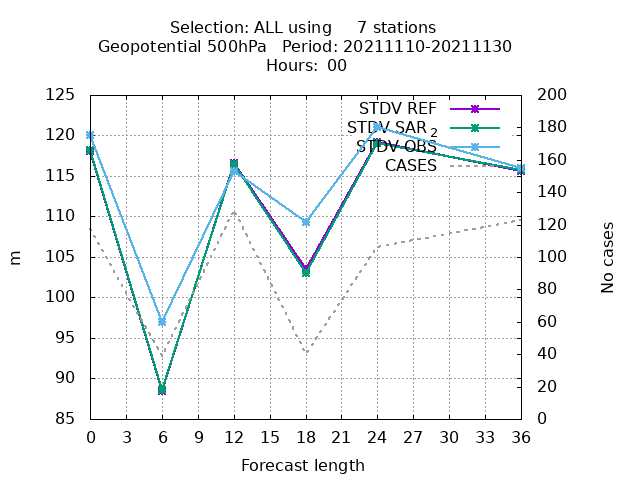 Selection: ALL using 7 stations
Geopotential 500hPa Period: 20211110-20211130
Hours: 00
125
120
115
110
105
100
95
90
85
m
STDV REF
STDV SAR 2
STDV OBS
CASES
200
180
160
140
120
100
80
60
40
20
0
No cases
0 3 6 9 12 15 18 21 24 27 30 33 36
Forecast length